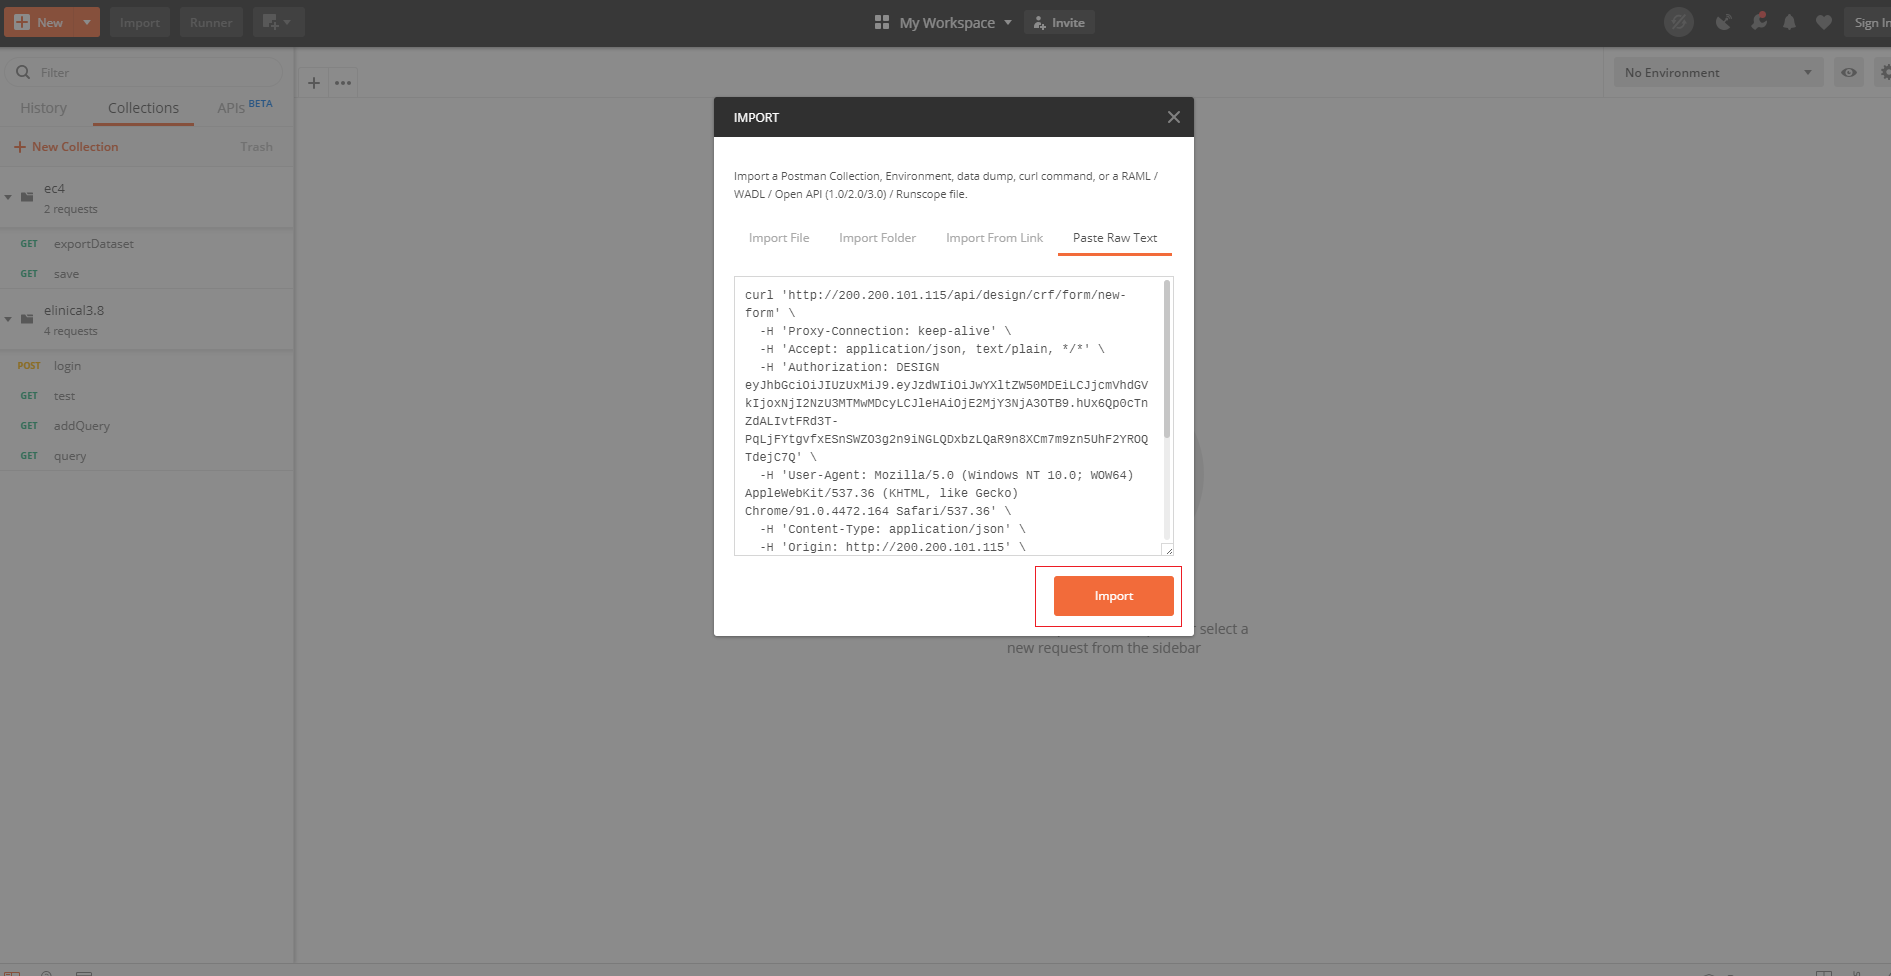 New
Import
Runner
My Workspace
Invite
Sign In
Filter
No Environment
History
Collections
APIs BETA
New Collection
Trash
ec4
2 requests
GET exportDataset
GET save
elinical3.8
4 requests
POST login
GET test
GET addQuery
GET query
IMPORT
Import a Postman Collection, Environment, data dump, curl command, or a RAML /
WADL / Open API (1.0/2.0/3.0) / Runscope file.
Import File
Import Folder
Import From Link
Paste Raw Text
curl 'http://200.200.101.115/api/design/crf/form/new-
form' \
-H 'Proxy-Connection: keep-alive' \
-H 'Accept: application/json, text/plain, */*' \
-H 'Authorization: DESIGN
eyJhbGciOiJIUzUxMiJ9.eyJzdWIiOiJwYXltZW50MDEiLCJjcmVhdGV
kIjoxNjI2NzU3MTMwMDcyLCJleHAiOjE2MjY3NjA3OTB9.hUx6Qp0cTn
ZdALIvtFRd3T-
PqLjFYtgvfxESnSWZO3g2n9iNGLQDxbzLQaR9n8XCm7m9zn5UhF2YROQ
TdejC7Q' \
-H 'User-Agent: Mozilla/5.0 (Windows NT 10.0; WOW64)
AppleWebKit/537.36 (KHTML, like Gecko)
Chrome/91.0.4472.164 Safari/537.36' \
-H 'Content-Type: application/json' \
-H 'Origin: http://200.200.101.115' \
Import
select a
new request from the sidebar